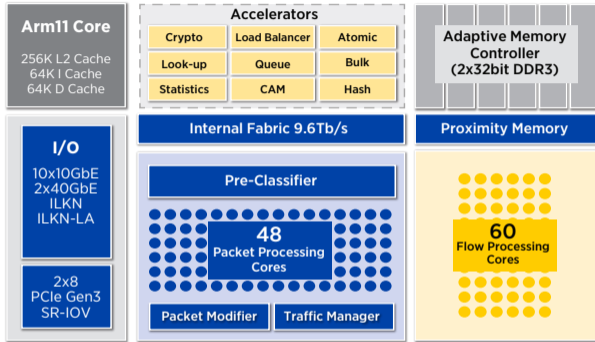 Arm11 Core
256K L2 Cache
64K I Cache
64K D Cache
Accelerators
Crypto
Load Balancer
Atomic
Look-up
Queue
Bulk
Statistics
CAM
Hash
Adaptive Memory
Controller
(2x32bit DDR3)
Internal Fabric 9.6Tb/s
Proximity Memory
I/O
10x10GbE
2x40GbE
ILKN
ILKN-LA
2x8
PCIe Gen3
SR-IOV
Pre-Classifier
48
Packet Processing
Cores
Packet Modifier
Traffic Manager
60
Flow Processing
Cores